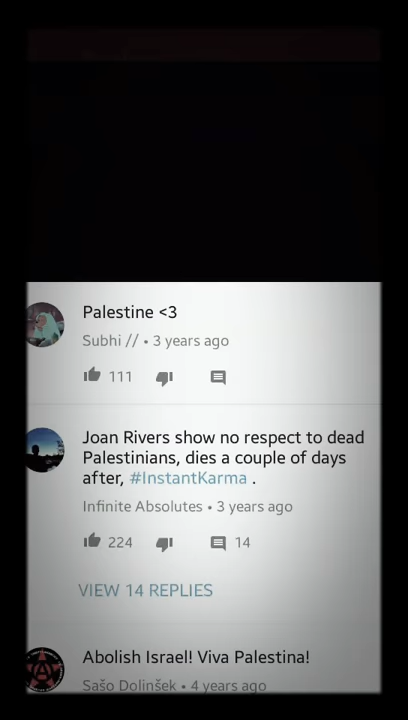 Palestine <3
Subhi // • 3 years ago
111
Joan Rivers show no respect to dead
Palestinians, dies a couple of days
after, #InstantKarma .
Infinite Absolutes • 3 years ago
224 14
VIEW 14 REPLIES
Abolish Israel! Viva Palestina!
Sašo Dolinšek • 4 years ago